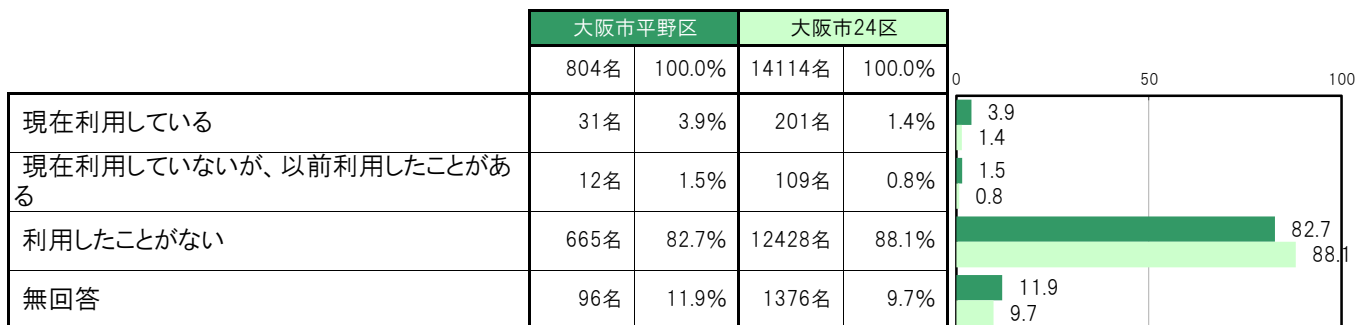 大阪市平野区 大阪市24区
804名 100.0% 14114名 100.0%
0 50 100
現在利用している 31名 3.9% 201名 1.4%
3.9
1.4
現在利用していないが、以前利用したことがあ
る
12名 1.5% 109名 0.8%
1.5
0.8
利用したことがない 665名 82.7% 12428名 88.1%
82.7
88.1
無回答 96名 11.9% 1376名 9.7%
11.9
9.7